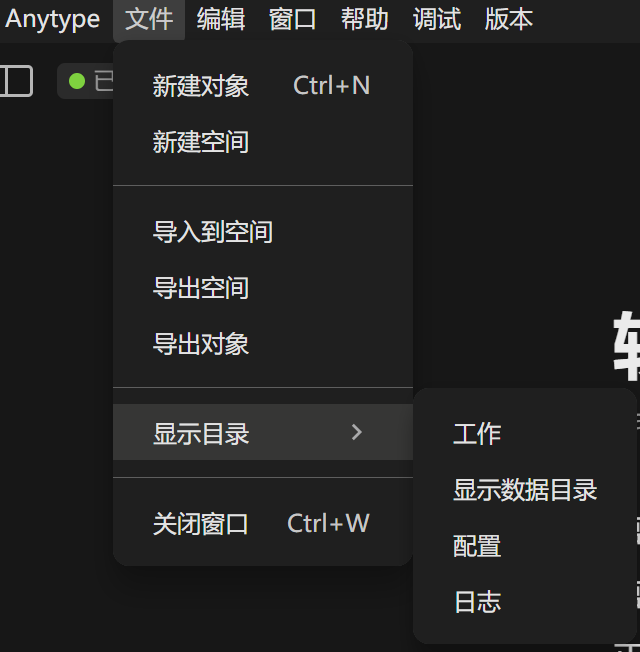 Anytype 文件 编辑 窗口 帮助 调试 版本
新建对象 Ctrl+N
新建空间
导入到空间
导出空间
导出对象
显示目录
工作
显示数据目录
配置
日志
关闭窗口 Ctrl+W